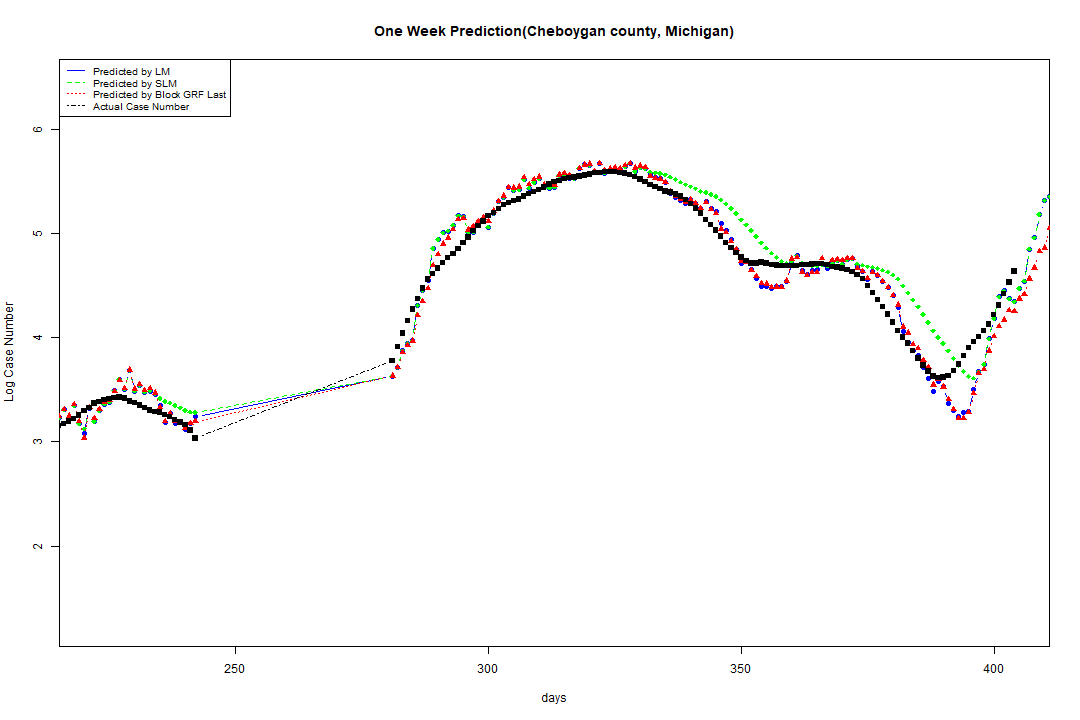 One Week Prediction(Cheboygan county, Michigan)
Predicted by LM
Predicted by SLM
Predicted by Block GRF Last
Actual Case Number
6
5
4
3
2
Log Case Number
250 300 350 400
days